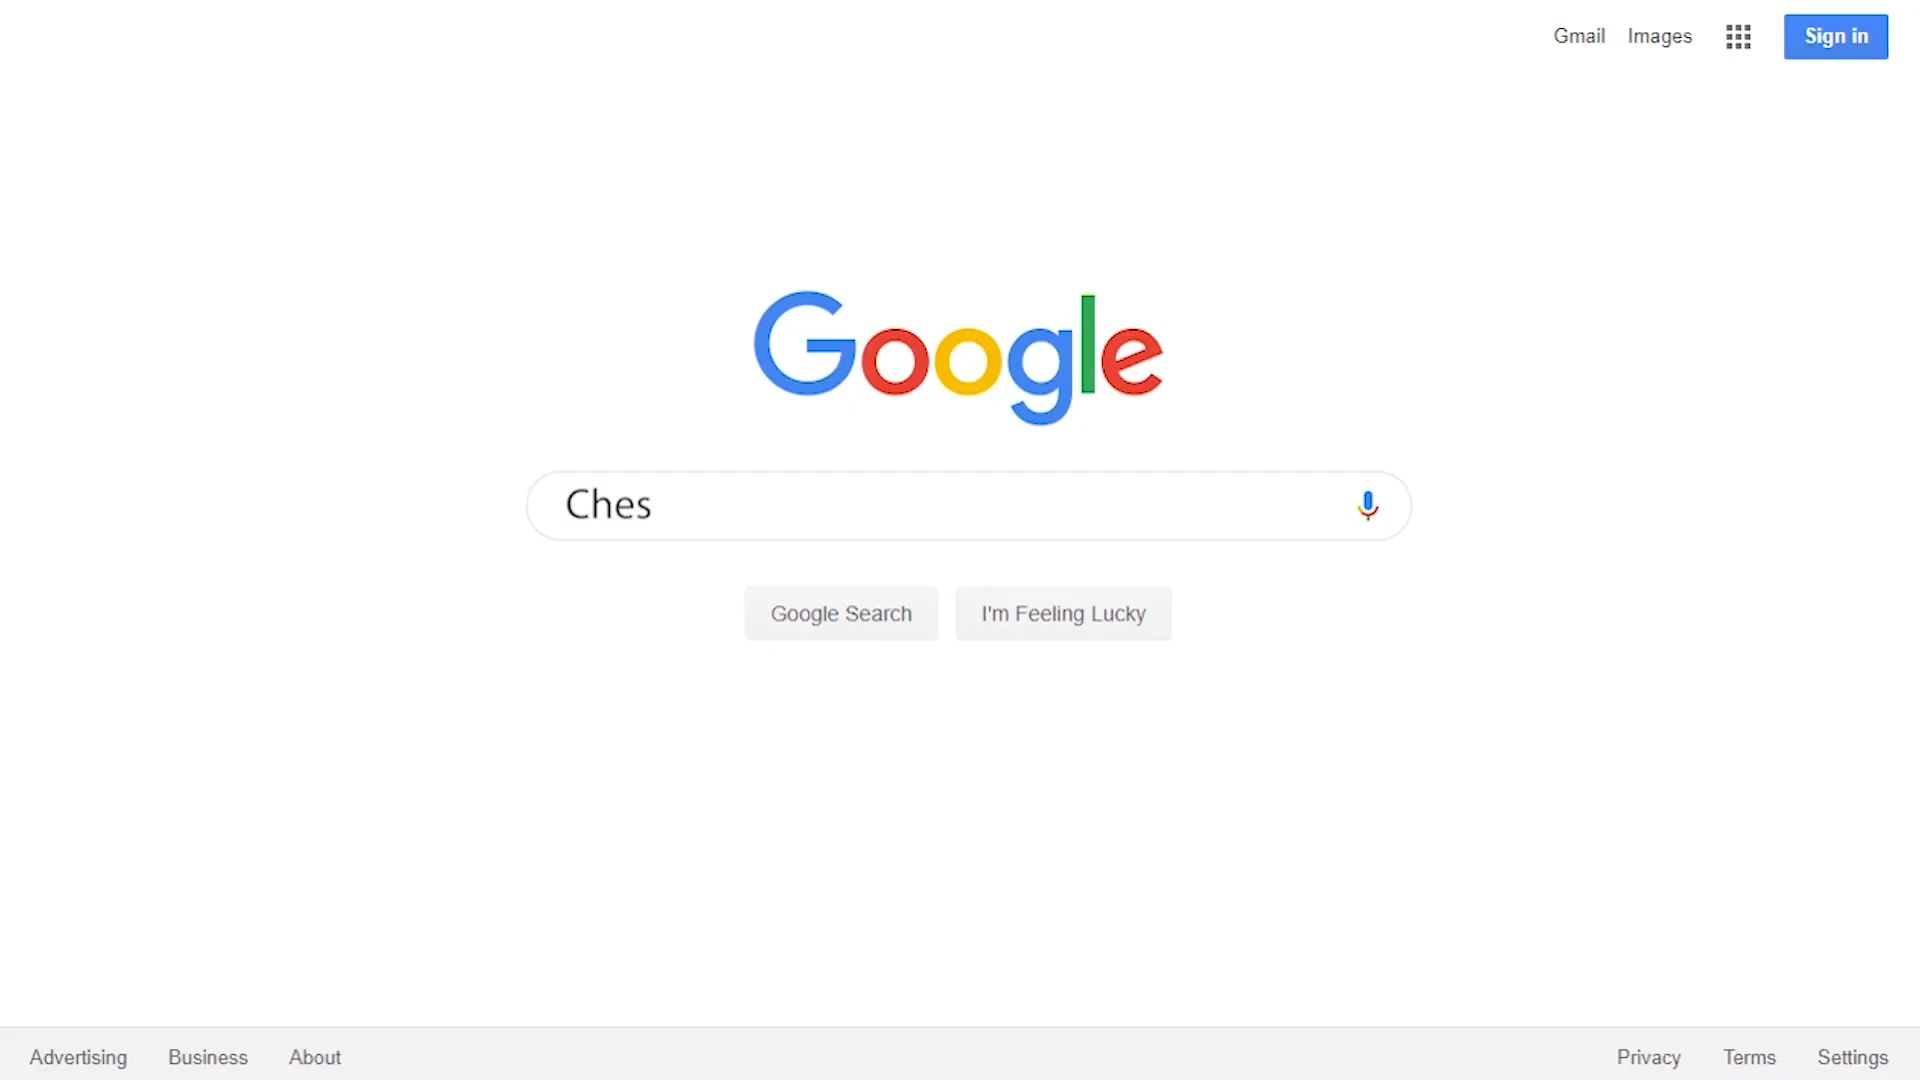 Gmail Images Sign in
Google
Ches
Google Search I'm Feeling Lucky
Advertising Business About Privacy Terms Settings